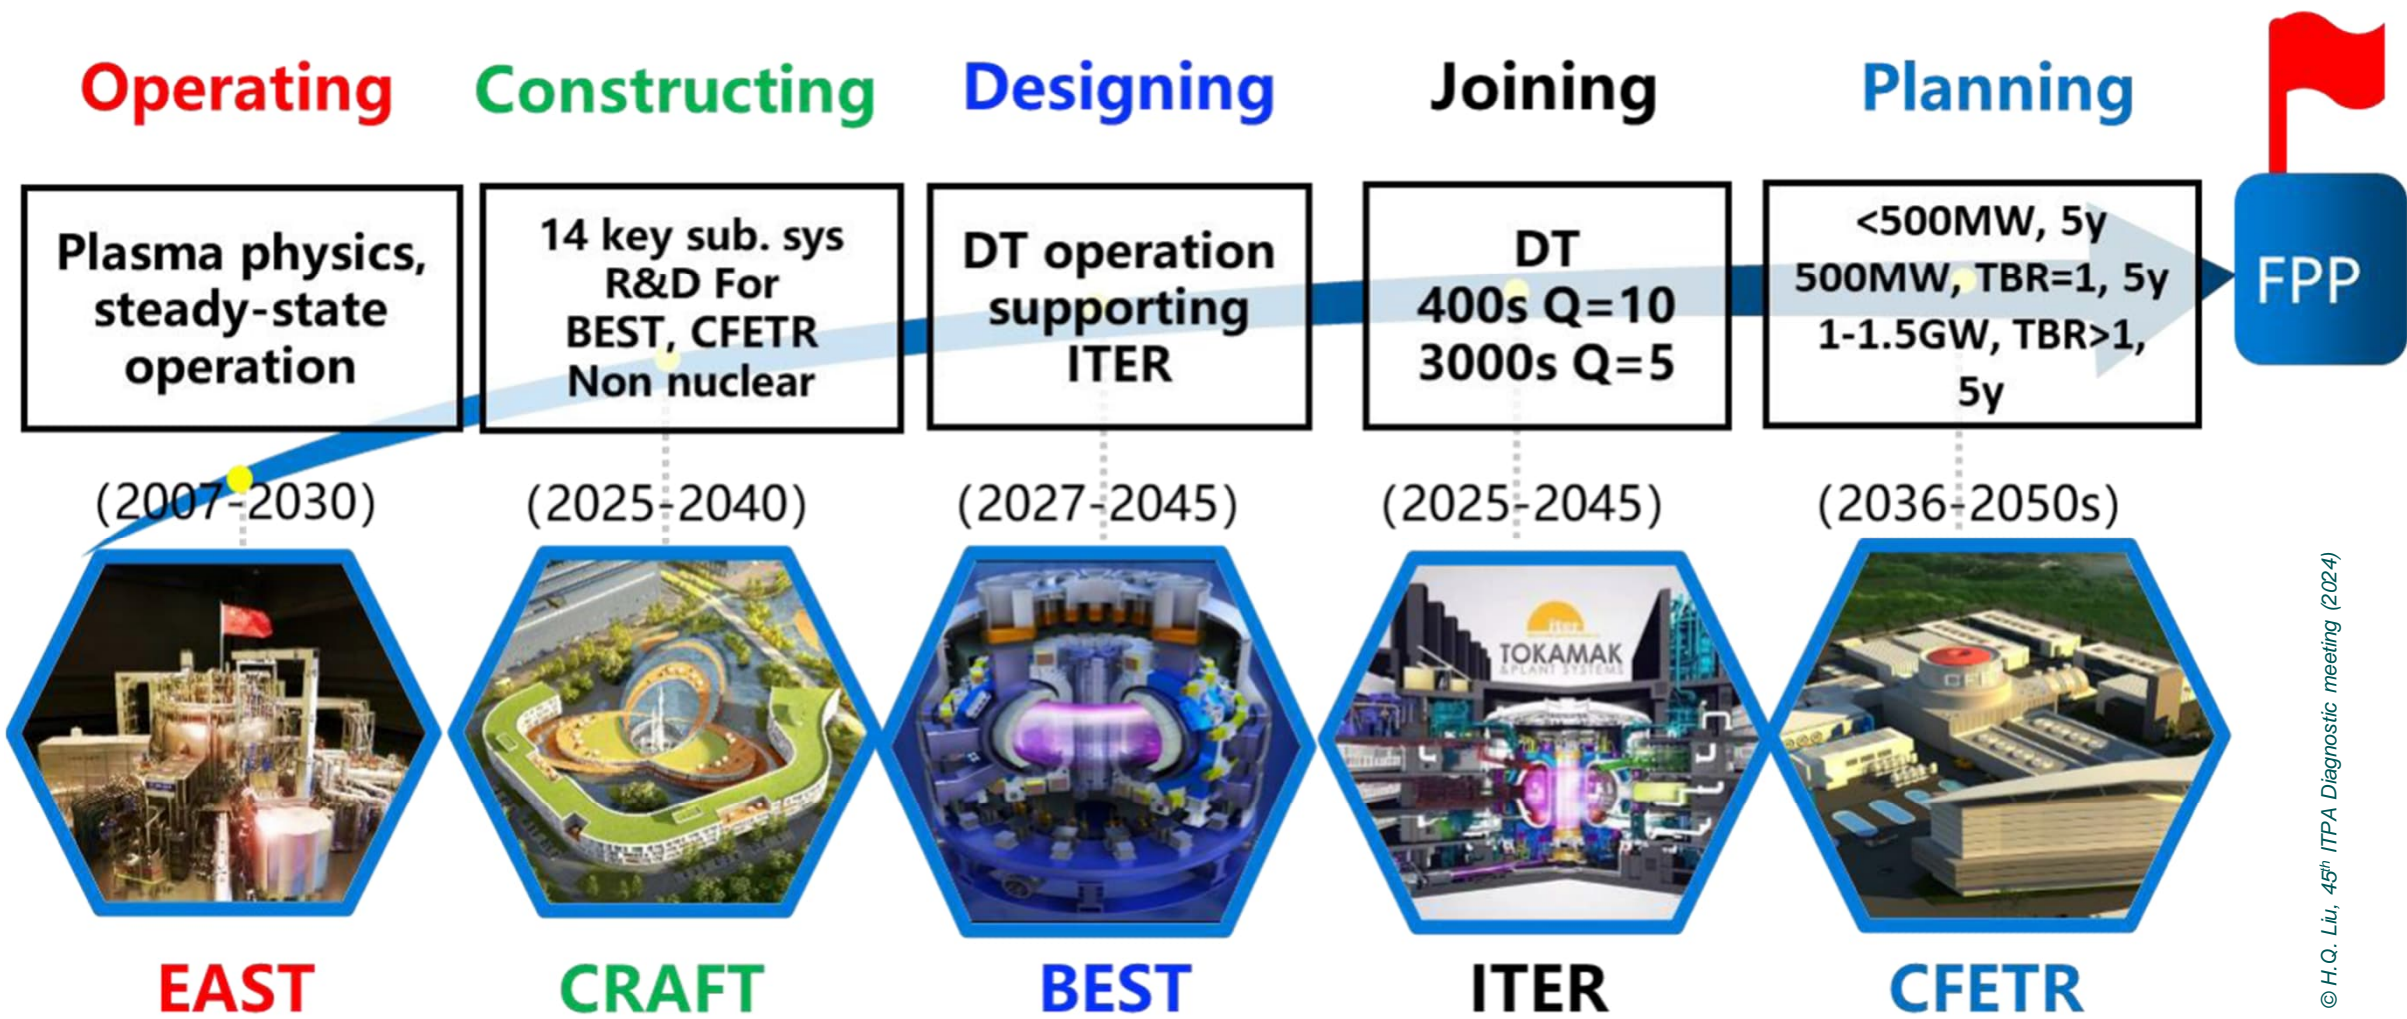 Operating
Constructing
Designing
Joining
Planning
Plasma physics,
steady-state
operation
14 key sub. sys
R&D For
BEST, CFETR
Non nuclear
DT operation
supporting
ITER
DT
400s Q=10
3000s Q=5
<500MW, 5y
500MW, TBR=1, 5y
1-1.5GW, TBR>1,
5y
FPP
(2007-2030)
(2025-2040)
(2027-2045)
(2025-2045)
(2036-2050s)
iter
TOKAMAK
& PLANT SYSTEMS
EAST
CRAFT
BEST
ITER
CFETR
© H.Q. Liu, 45th ITPA Diagnostic meeting (2024)